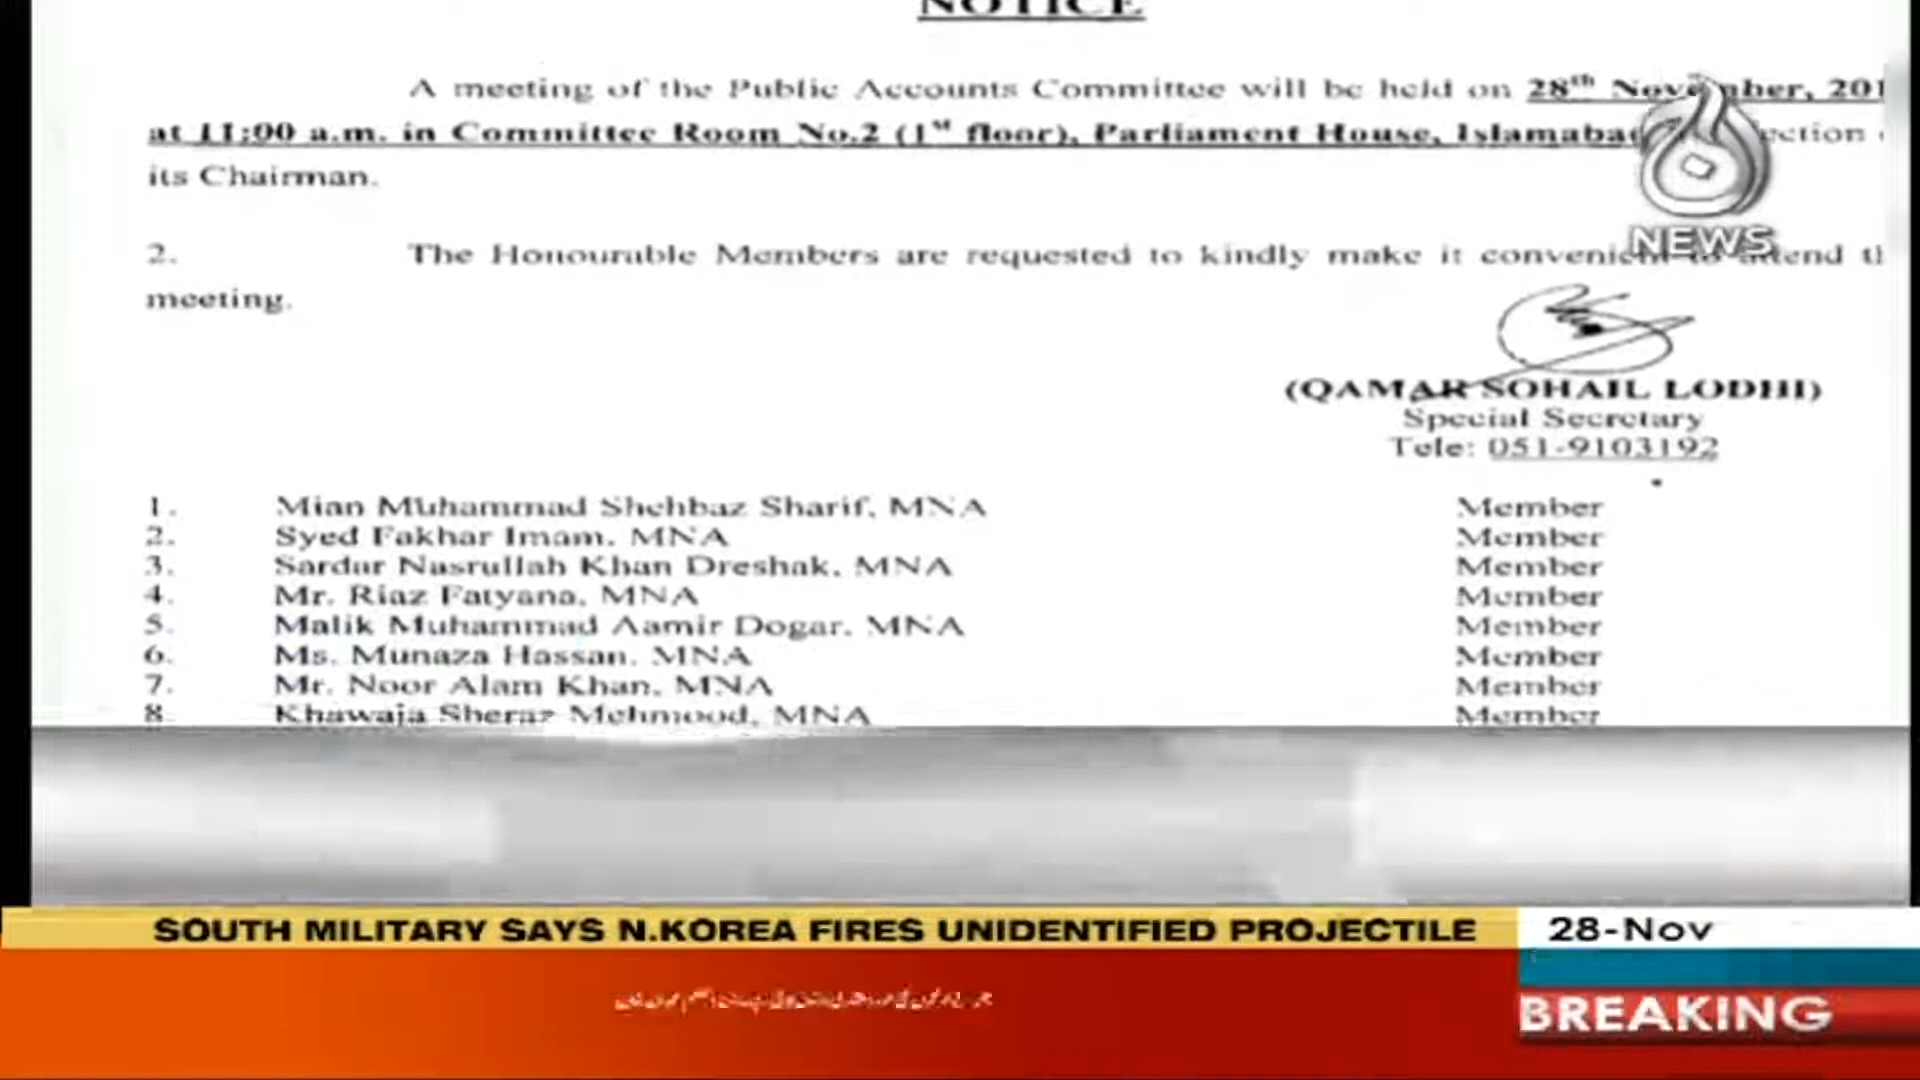 NOTICE
A meeting of the Public Accounts Committee will be held on 28th November, 201
at 11:00 a.m. in Committee Room No.2 (1st floor), Parliament House, Islamabad
its Chairman.
NEWS
2. The Honourable Members are requested to kindly make it convenient to attend th
meeting.
(QAMAR SOHAIL LODHI)
Special Secretary
Tele: 051-9103192
1. Mian Muhammad Shehbaz Sharif, MNA Member
2. Syed Fakhar Imam, MNA Member
3. Sardar Nasrullah Khan Dreshak, MNA Member
4. Mr. Riaz Fatyana, MNA Member
5. Malik Muhammad Aamir Dogar, MNA Member
6. Ms. Munaza Hassan, MNA Member
7. Mr. Noor Alam Khan, MNA Member
8 Khawaja Sheraz Mehmood, MNA Member
SOUTH MILITARY SAYS N.KOREA FIRES UNIDENTIFIED PROJECTILE
28-Nov
BREAKING